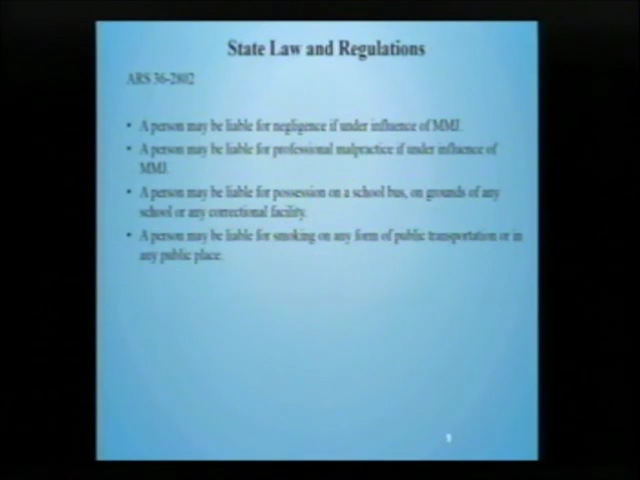 State Law and Regulations
ARS 36-2802
• A person may be liable for negligence if under influence of MMJ.
• A person may be liable for professional malpractice if under influence of
MMJ.
• A person may be liable for possession on a school bus, on grounds of any
school or any correctional facility.
• A person may be liable for smoking on any form of public transportation or in
any public place.
9